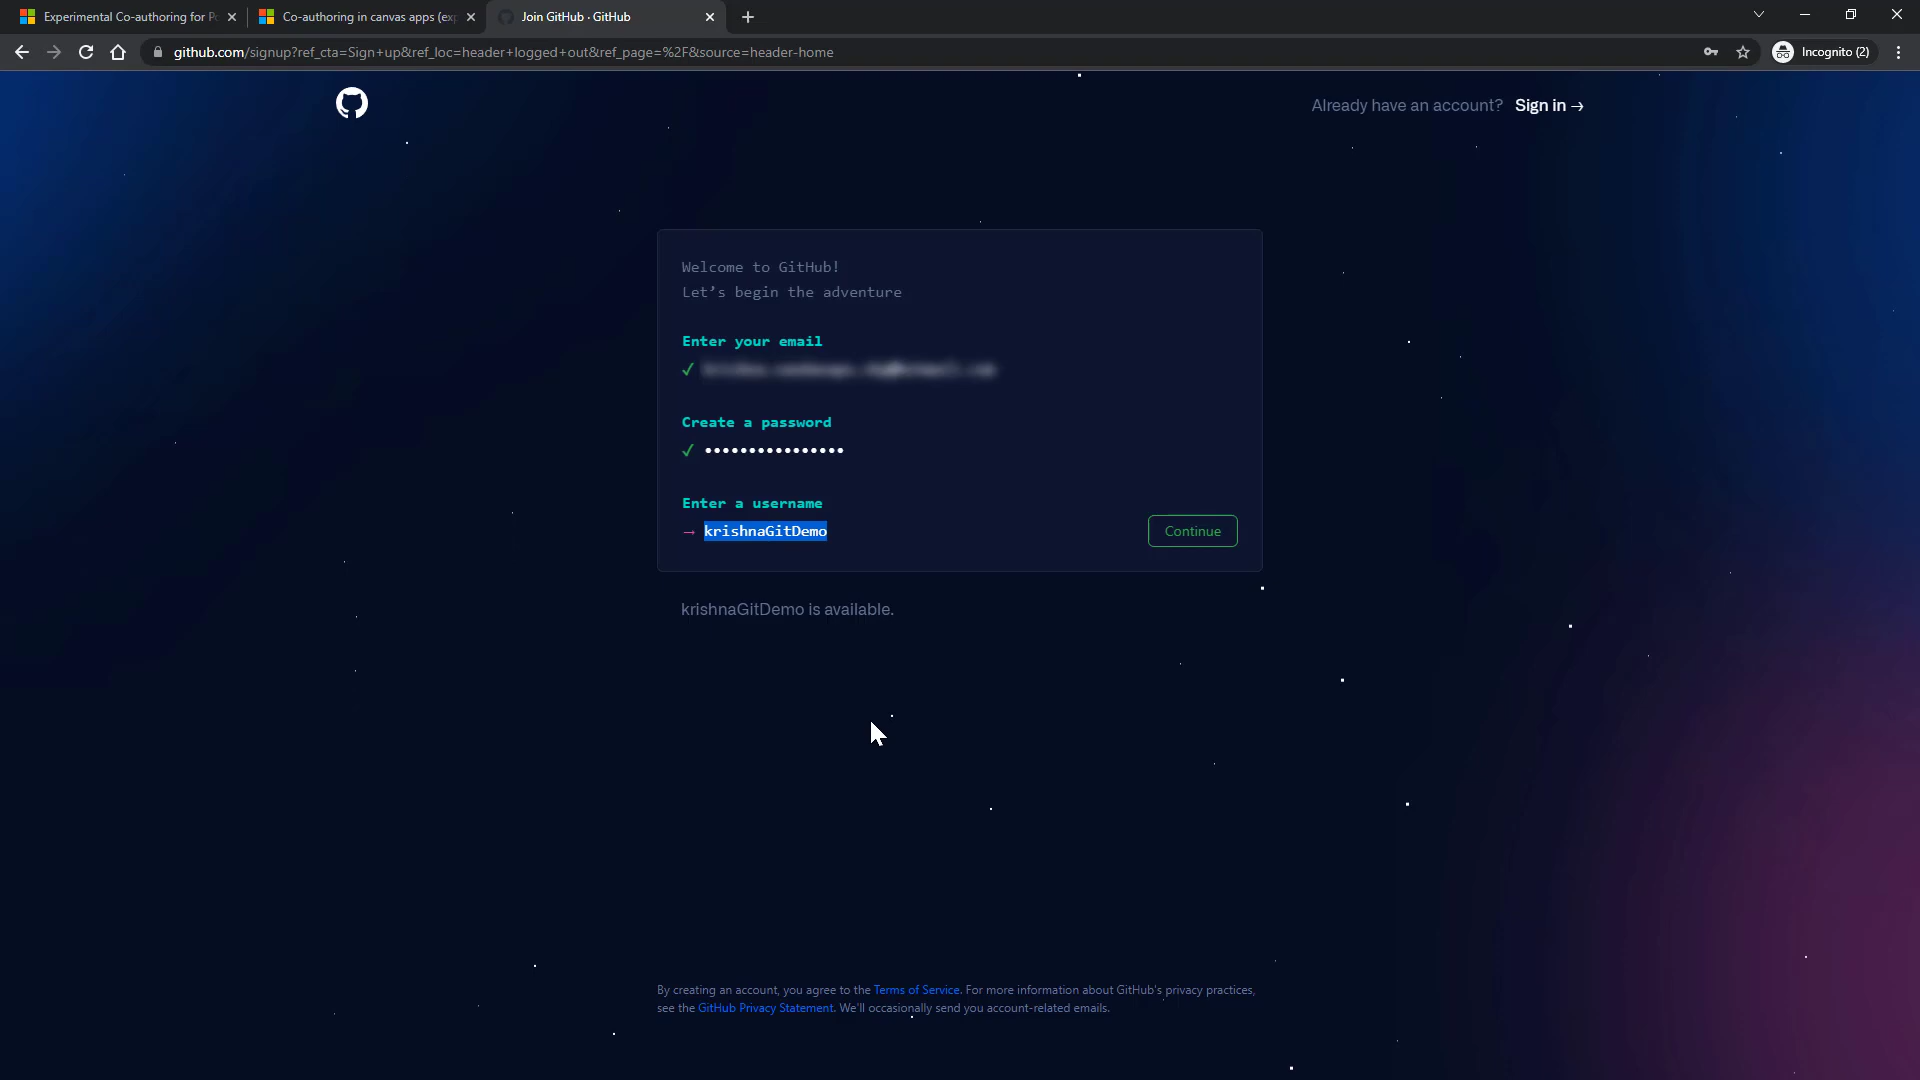 Experimental Co-authoring for Po
Co-authoring in canvas apps (exp
Join GitHub · GitHub
github.com/signup?ref_cta=Sign+up&ref_loc=header+logged+out&ref_page=%2F&source=header-home
Incognito (2)
Already have an account? Sign in →
Welcome to GitHub!
Let’s begin the adventure
Enter your email
✓
Create a password
✓ ••••••••••••••••
Enter a username
→ krishnaGitDemo
Continue
krishnaGitDemo is available.
By creating an account, you agree to the Terms of Service. For more information about GitHub's privacy practices,
see the GitHub Privacy Statement. We'll occasionally send you account-related emails.